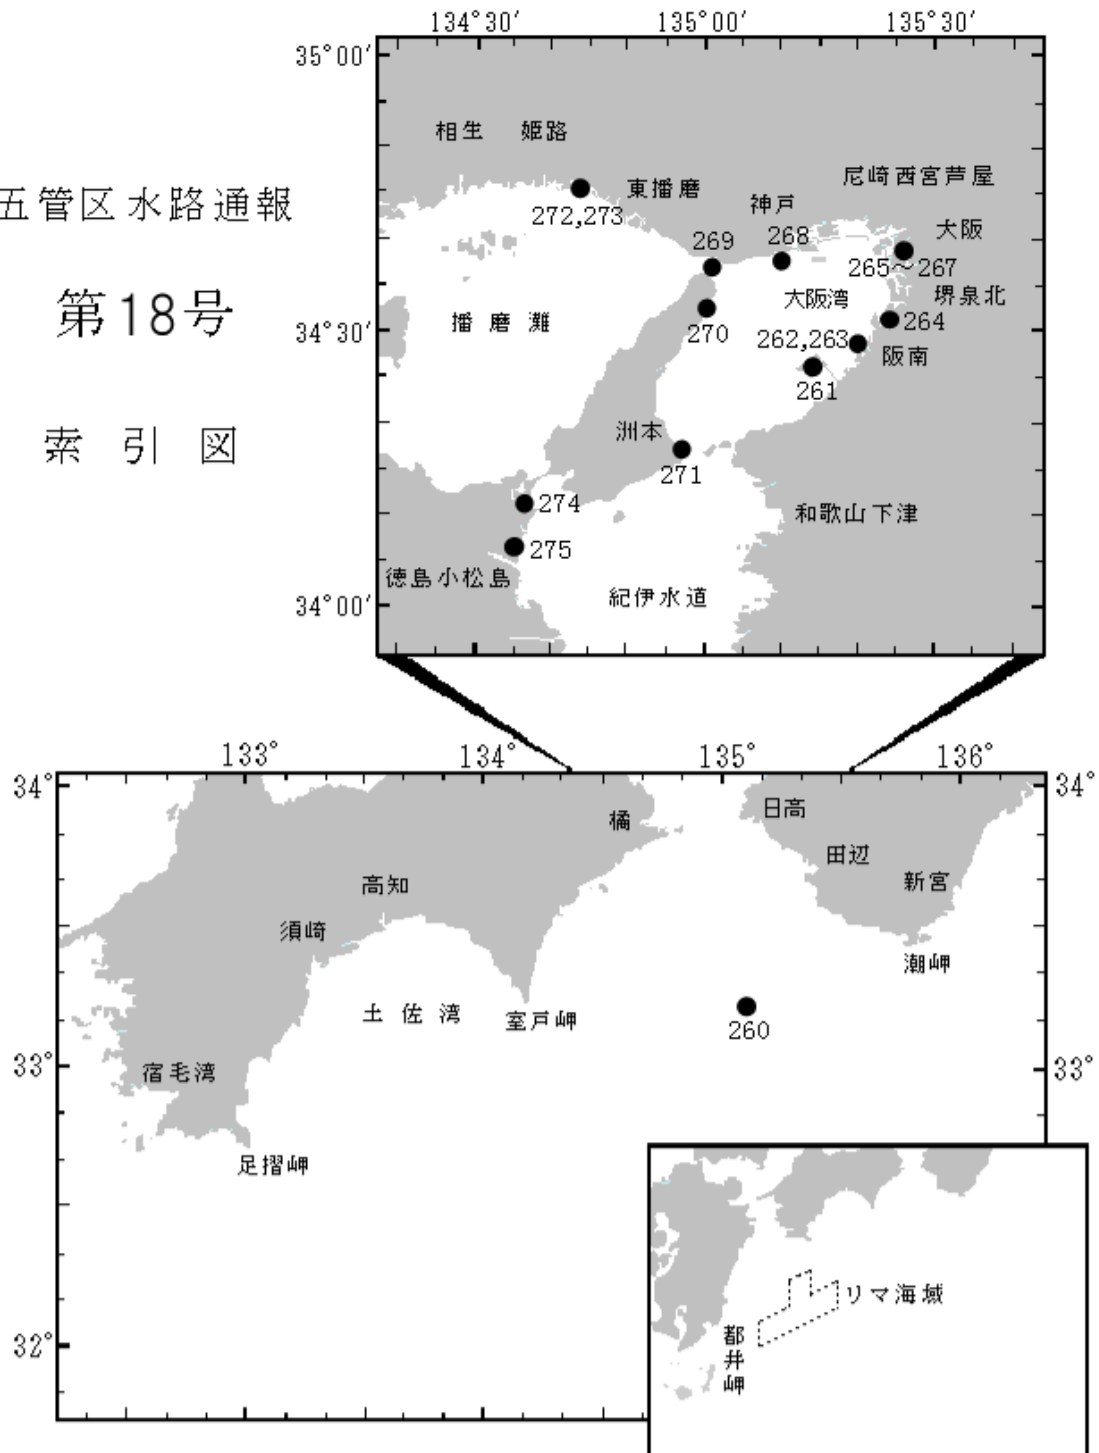 134°30′ 135°00′ 135°30′
35°00′
相生 姫路
五管区水路通報
東播磨
尼崎西宮芦屋
神戸
272,273
269
268
大阪
265～267
第18号
播磨灘
大阪湾
堺泉北
34°30′
270
262,263
264
阪南
261
索引図
洲本
271
274
和歌山下津
275
徳島小松島
紀伊水道
34°00′
133° 134° 135° 136°
34° 34°
橘
日高
田辺
高知
新宮
須崎
潮岬
土佐湾
室戸岬
260
33° 33°
宿毛湾
足摺岬
リマ海域
都井岬
32°